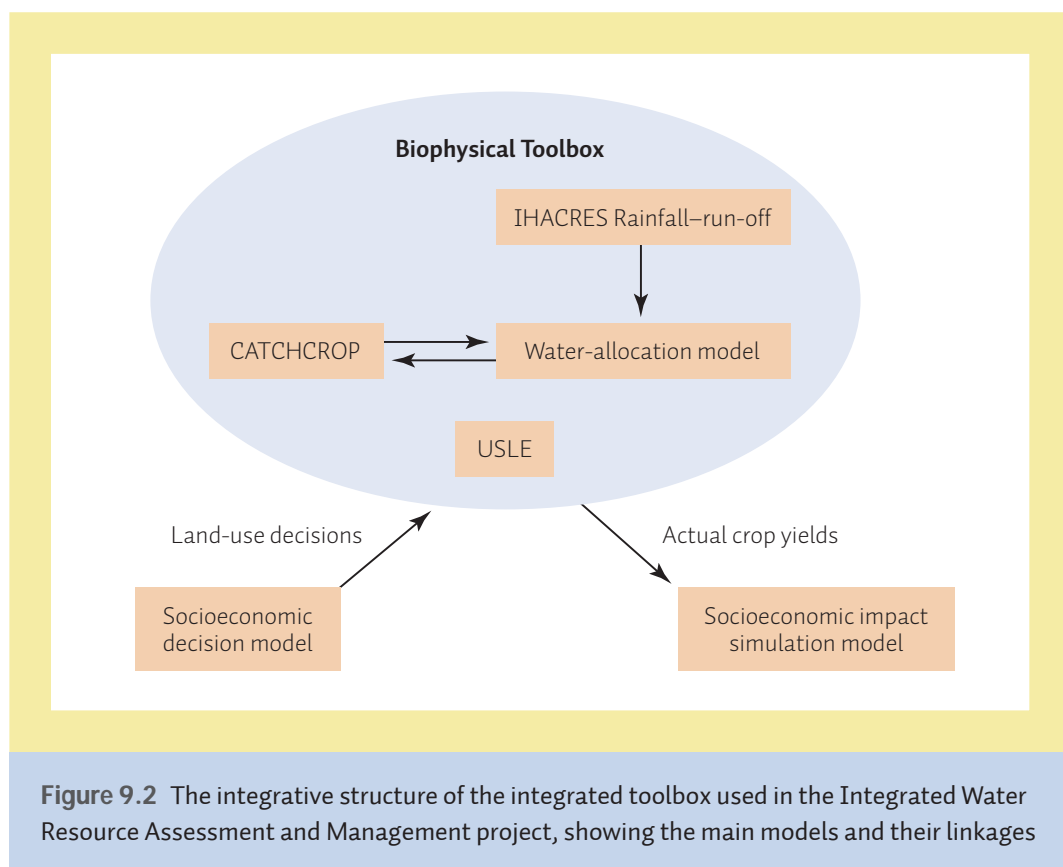 Biophysical Toolbox
IHACRES Rainfall–run-off
CATCHCROP
Water-allocation model
USLE
Land-use decisions
Actual crop yields
Socioeconomic
decision model
Socioeconomic impact
simulation model
Figure 9.2 The integrative structure of the integrated toolbox used in the Integrated Water
Resource Assessment and Management project, showing the main models and their linkages